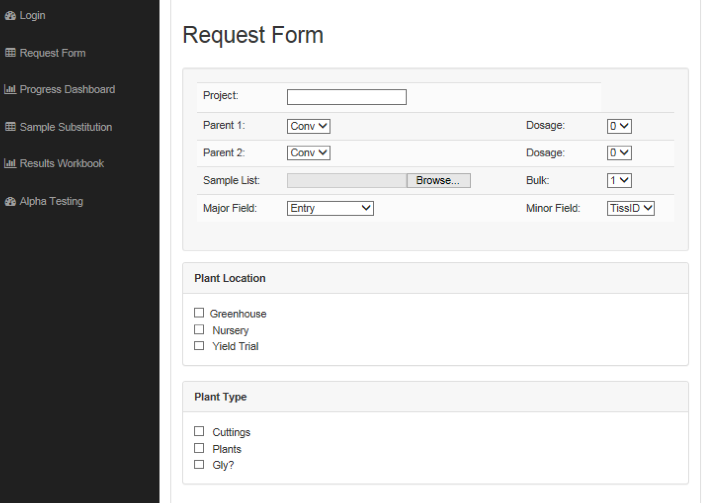 Login
Request Form
Progress Dashboard
Sample Substitution
Results Workbook
Alpha Testing
Request Form
Project:
Parent 1: Conv Dosage: 0
Parent 2: Conv Dosage: 0
Sample List: Browse... Bulk: 1
Major Field: Entry Minor Field: TissID
Plant Location
Greenhouse
Nursery
Yield Trial
Plant Type
Cuttings
Plants
Gly?